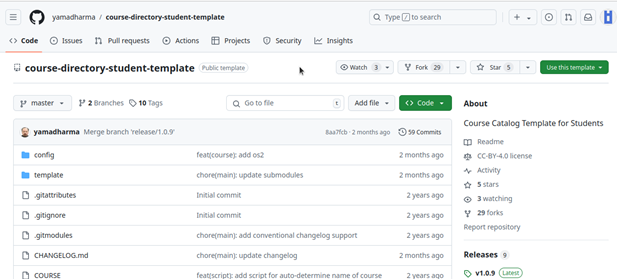 yamadharma / course-directory-student-template
Type / to search
Code Issues Pull requests Actions Projects Security Insights
course-directory-student-template Public template
Watch 3 Fork 29 Star 5 Use this template
master 2 Branches 10 Tags Go to file t Add file Code
yamadharma Merge branch 'release/1.0.9' 8aa7fcb · 2 months ago 59 Commits
config feat(course): add os2 2 months ago
template chore(main): update submodules 2 months ago
.gitattributes Initial commit 2 years ago
.gitignore Initial commit 2 years ago
.gitmodules feat(main): add conventional changelog support 2 years ago
CHANGELOG.md chore(main): update changelog 2 months ago
COURSE feat(script): add script for auto-determine name of course 2 years ago
About
Course Catalog Template for Students
Readme
CC-BY-4.0 license
Activity
5 stars
3 watching
29 forks
Report repository
Releases 9
v1.0.9 Latest